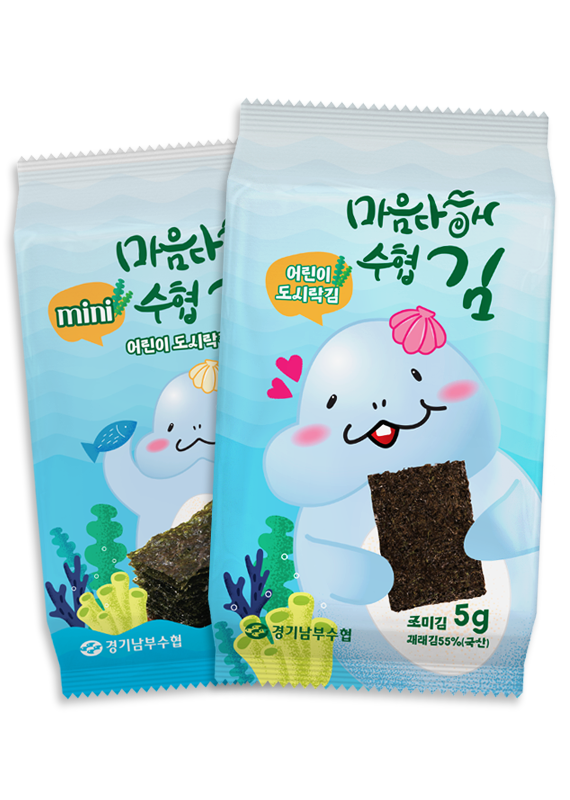 마음다
수협
mini
어린이 도시락
경기남부수협
마음다해
수협 김
어린이
도시락김
조미김 5g
재래김55%(국산)
경기남부수협